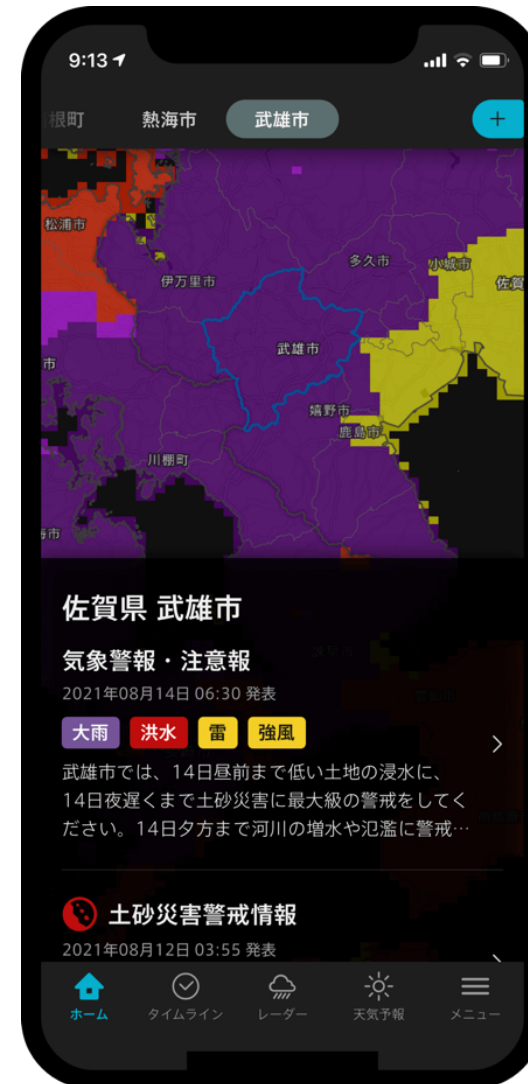 9:13
根町 熱海市 武雄市 +
松浦市
多久市 小城市
伊万里市
佐賀
武雄市
市
嬉野市
鹿島市
川棚町
市
佐賀県 武雄市
気象警報・注意報
2021年08月14日 06:30 発表
大雨 洪水 雷 強風
武雄市では、14日昼前まで低い土地の浸水に、
14日夜遅くまで土砂災害に最大級の警戒をしてく
ださい。14日夕方まで河川の増水や氾濫に警戒…
土砂災害警戒情報
2021年08月12日 03:55 発表
ホーム タイムライン レーダー 天気予報 メニュー